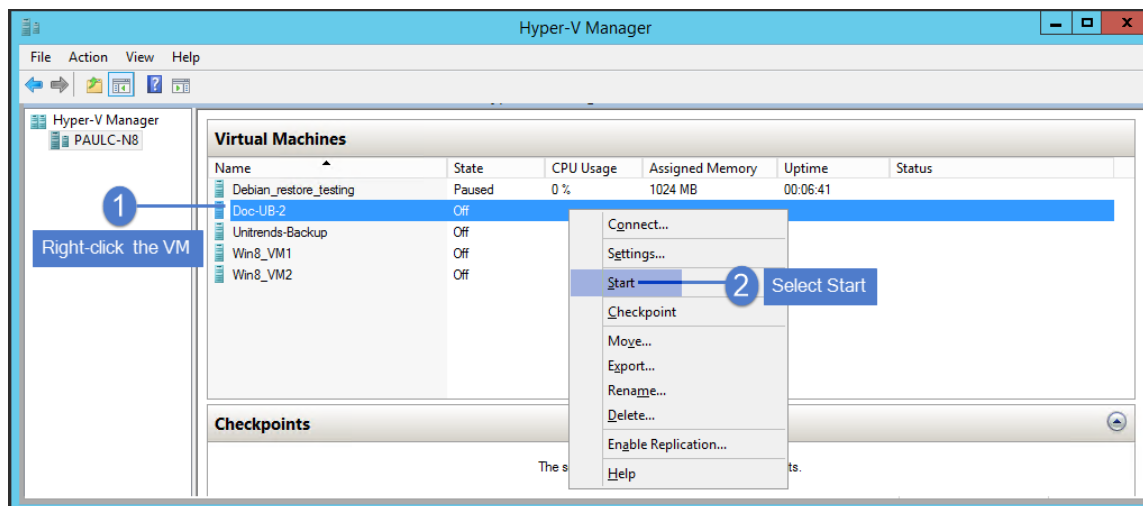 Hyper-V Manager
File Action View Help
Hyper-V Manager
PAULC-N8
Virtual Machines
Name State CPU Usage Assigned Memory Uptime Status
Debian_restore_testing Paused 0 % 1024 MB 00:06:41
Doc-UB-2 Off
Unitrends-Backup Off
Win8_VM1 Off
Win8_VM2 Off
1
Right-click the VM
Connect...
Settings...
Start
2
Select Start
Checkpoint
Move...
Export...
Rename...
Delete...
Enable Replication...
Help
Checkpoints
The s
ts.